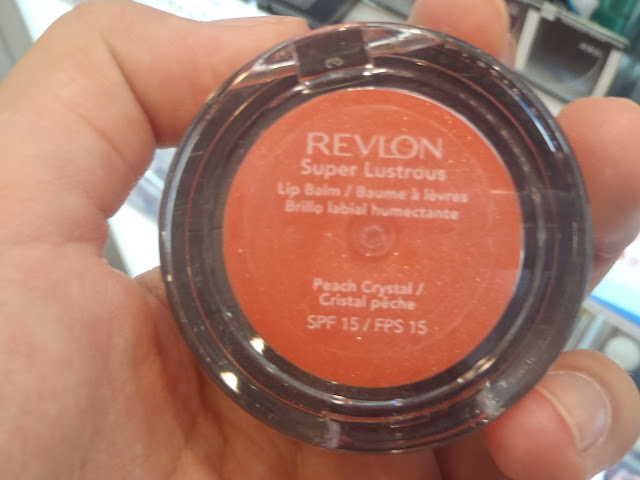 REVLON
Super Lustrous
Lip Balm / Baume à lèvres
Brillo labial humectante
Peach Crystal /
Cristal pêche
SPF 15 / FPS 15